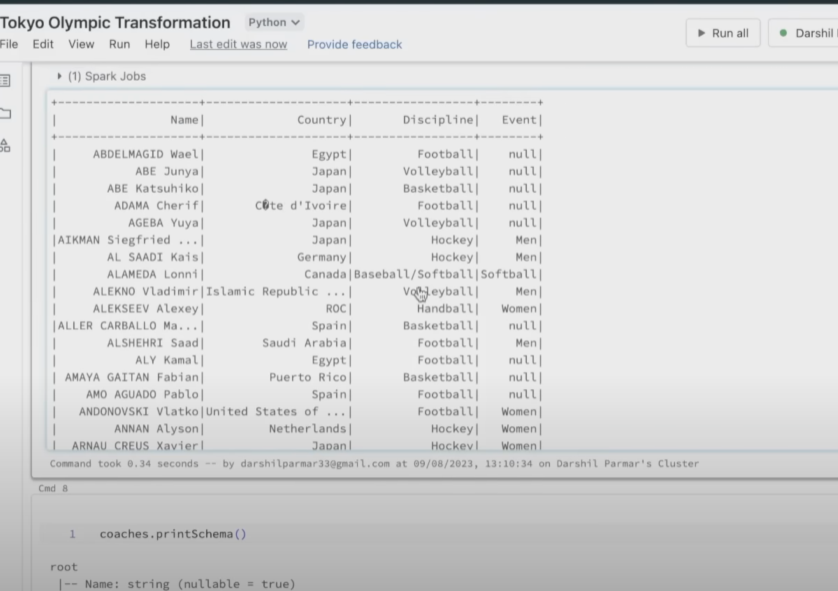 Tokyo Olympic Transformation Python
File Edit View Run Help Last edit was now Provide feedback Run all Darshil
(1) Spark Jobs
+------------------+--------------------+-----------------+--------+
| Name| Country| Discipline| Event|
+------------------+--------------------+-----------------+--------+
| ABDELMAGID Wael| Egypt| Football| null|
| ABE Junya| Japan| Volleyball| null|
| ABE Katsuhiko| Japan| Basketball| null|
| ADAMA Cherif| C�te d'Ivoire| Football| null|
| AGEBA Yuya| Japan| Volleyball| null|
|AIKMAN Siegfried ...| Japan| Hockey| Men|
| AL SAADI Kais| Germany| Hockey| Men|
| ALAMEDA Lonni| Canada|Baseball/Softball|Softball|
| ALEKNO Vladimir|Islamic Republic ...| Volleyball| Men|
| ALEKSEEV Alexey| ROC| Handball| Women|
|ALLER CARBALLO Ma...| Spain| Basketball| null|
| ALSHEHRI Saad| Saudi Arabia| Football| Men|
| ALY Kamal| Egypt| Football| null|
| AMAYA GAITAN Fabian| Puerto Rico| Basketball| null|
| AMO AGUADO Pablo| Spain| Football| null|
| ANDONOVSKI Vlatko|United States of ...| Football| Women|
| ANNAN Alyson| Netherlands| Hockey| Women|
| ARNAU CREUS Xavier| Japan| Hockey| Women|
Command took 0.34 seconds -- by darshilparmar33@gmail.com at 09/08/2023, 13:10:34 on Darshil Parmar's Cluster
Cmd 8
1 coaches.printSchema()
root
|-- Name: string (nullable = true)